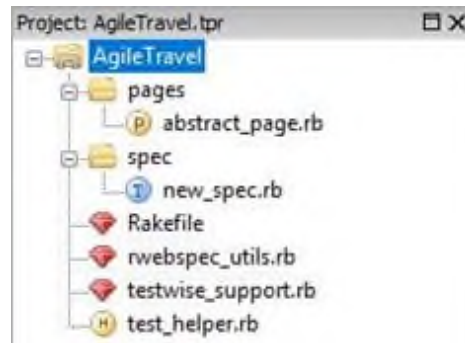 Project: AgileTravel.tpr
AgileTravel
pages
P abstract_page.rb
spec
T new_spec.rb
Rakefile
rwebspec_utils.rb
testwise_support.rb
H test_helper.rb